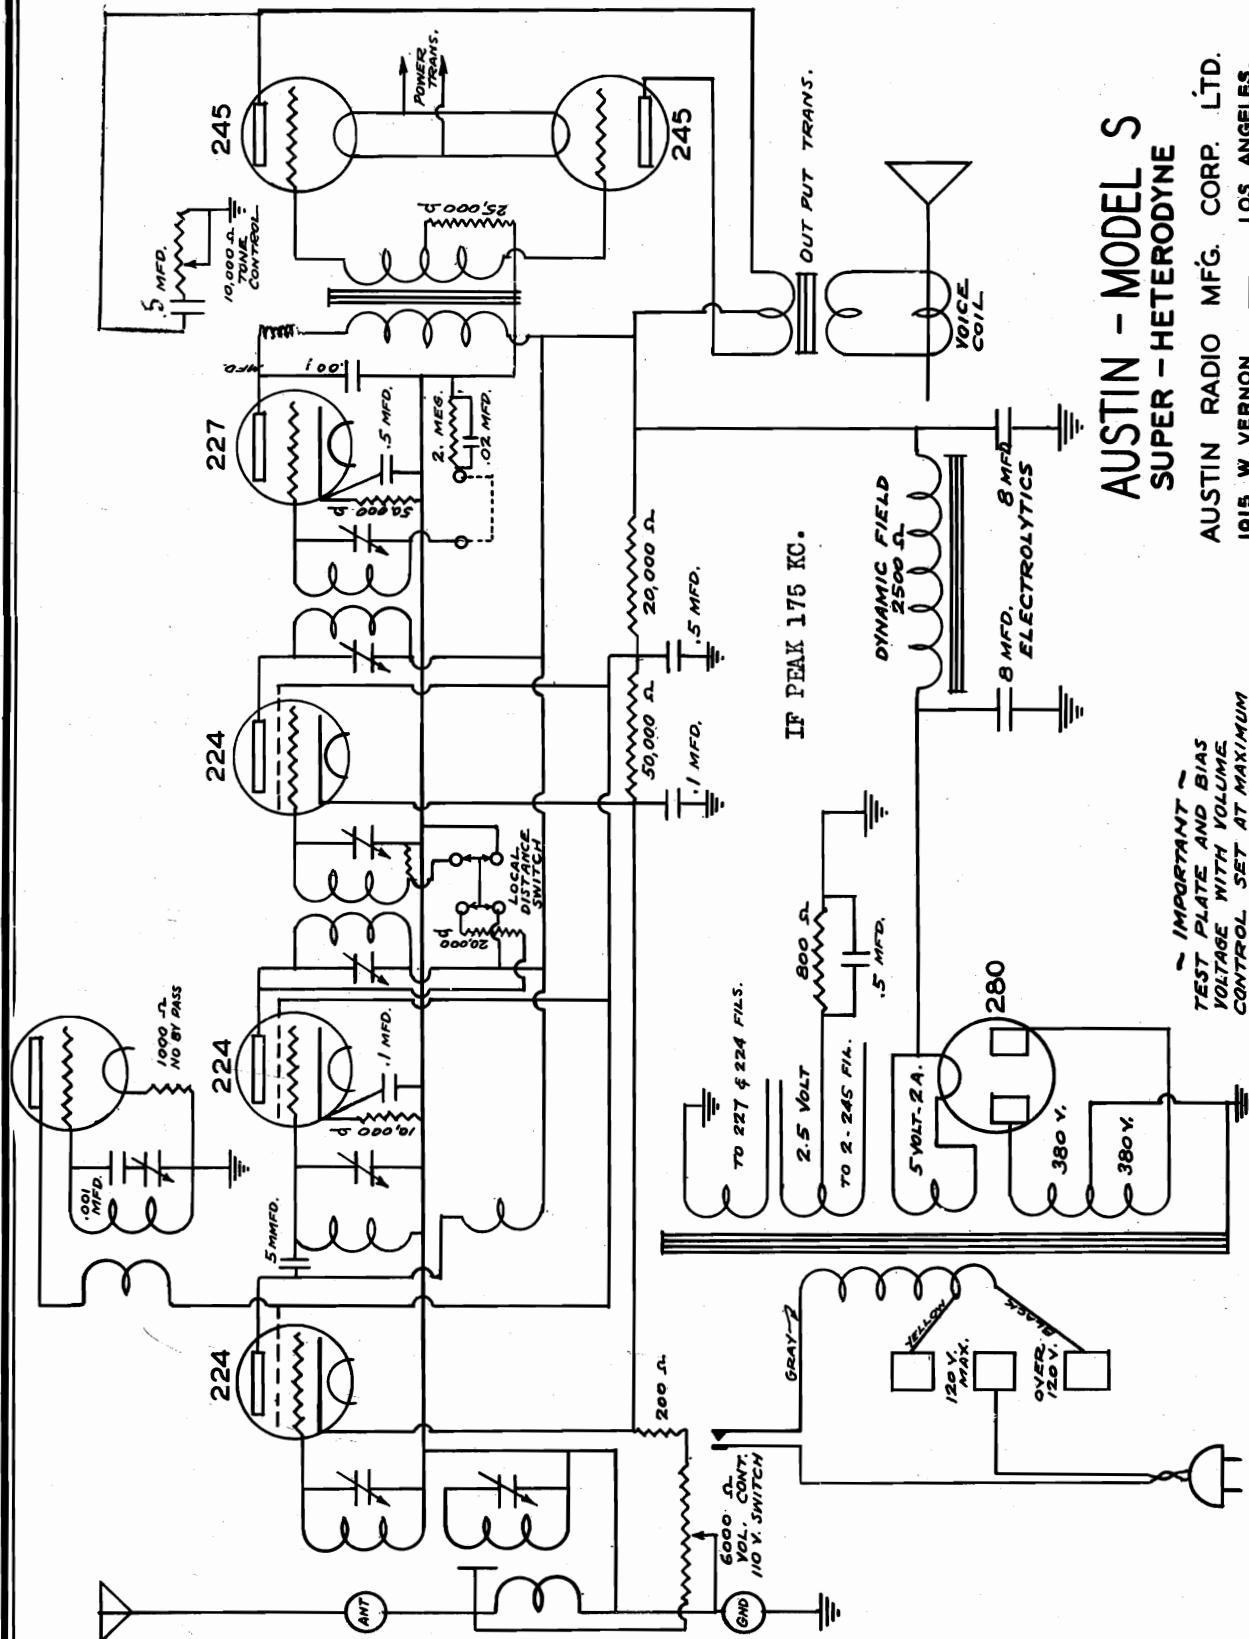 245
POWER
TRANS.
245
.5 MFD.
10,000 Ω
TONE
CONTROL
25,000 Ω
OUT PUT TRANS.
VOICE
COIL
227
.001
MFD.
.5 MFD.
50,000 Ω
2. MEG.
.02 MFD.
224
20,000 Ω
.5 MFD.
50,000 Ω
.1 MFD.
IF PEAK 175 KC.
DYNAMIC FIELD
2500 Ω
8 MFD.
8 MFD
ELECTROLYTICS
LOCAL
DISTANCE
SWITCH
20,000 Ω
1000 Ω
NO BY PASS
224
.1 MFD.
10,000 Ω
.001
MFD.
5 MMFD.
224
TO 227 & 224 FILS.
2.5 VOLT
TO 2-245 FIL.
800 Ω
.5 MFD.
5 VOLT-2A.
280
380 V.
380 V.
GRAY
YELLOW
BLACK
120 V.
MAX.
OVER
120 V.
200 Ω
6000 Ω
VOL. CONT.
110 V. SWITCH
ANT
GND
~ IMPORTANT ~
TEST PLATE AND BIAS
VOLTAGE WITH VOLUME
CONTROL SET AT MAXIMUM
AUSTIN - MODEL S
SUPER - HETERODYNE
AUSTIN RADIO M'F'G. CORP. L'T'D.
1915 W. VERNON — LOS ANGELES.